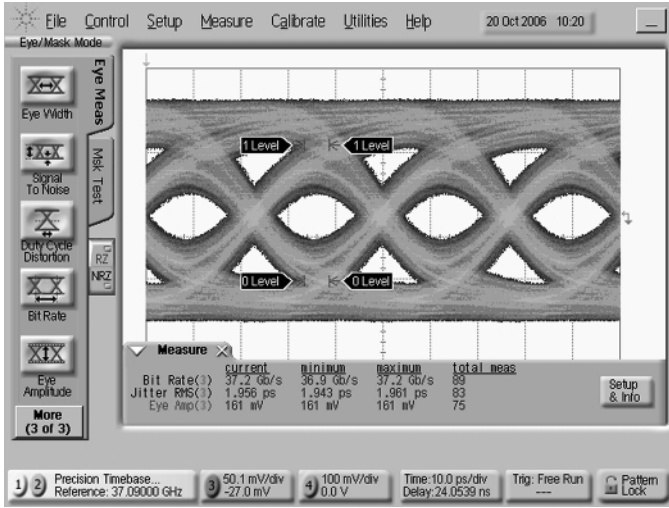 File Control Setup Measure Calibrate Utilities Help 20 Oct 2006 10:20
Eye/Mask Mode
Eye Meas
Msk Test
RZ
NRZ
Eye Width
Signal
To Noise
Duty Cycle
Distortion
Bit Rate
Eye
Amplitude
More
(3 of 3)
1 Level 1 Level
0 Level 0 Level
Measure
current minimum maximum total meas
Bit Rate(3) 37.2 Gb/s 36.9 Gb/s 37.2 Gb/s 89
Jitter RMS(3) 1.956 ps 1.943 ps 1.961 ps 83
Eye Amp(3) 161 mV 161 mV 161 mV 75
Setup
& Info
1 2 Precision Timebase...
Reference: 37.09000 GHz
3 50.1 mV/div
-27.0 mV
4 100 mV/div
0.0 V
Time:10.0 ps/div
Delay:24.0539 ns
Trig: Free Run
---
Pattern
Lock